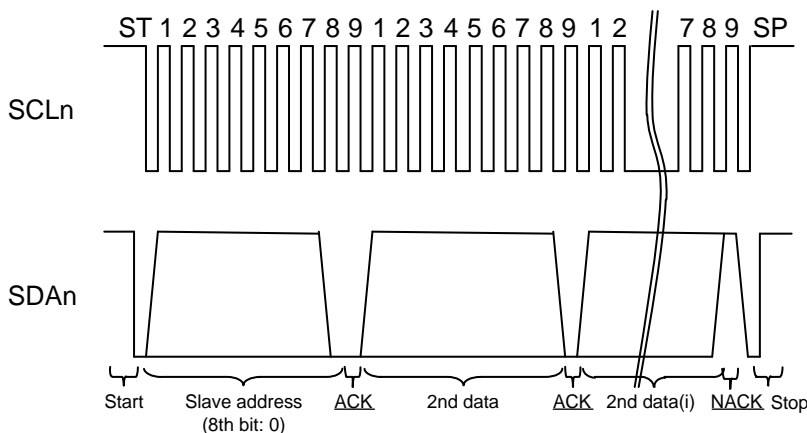 ST 1 2 3 4 5 6 7 8 9 1 2 3 4 5 6 7 8 9 1 2 7 8 9 SP
SCLn
SDAn
Start Slave address ACK 2nd data ACK 2nd data(i) NACK Stop
(8th bit: 0)